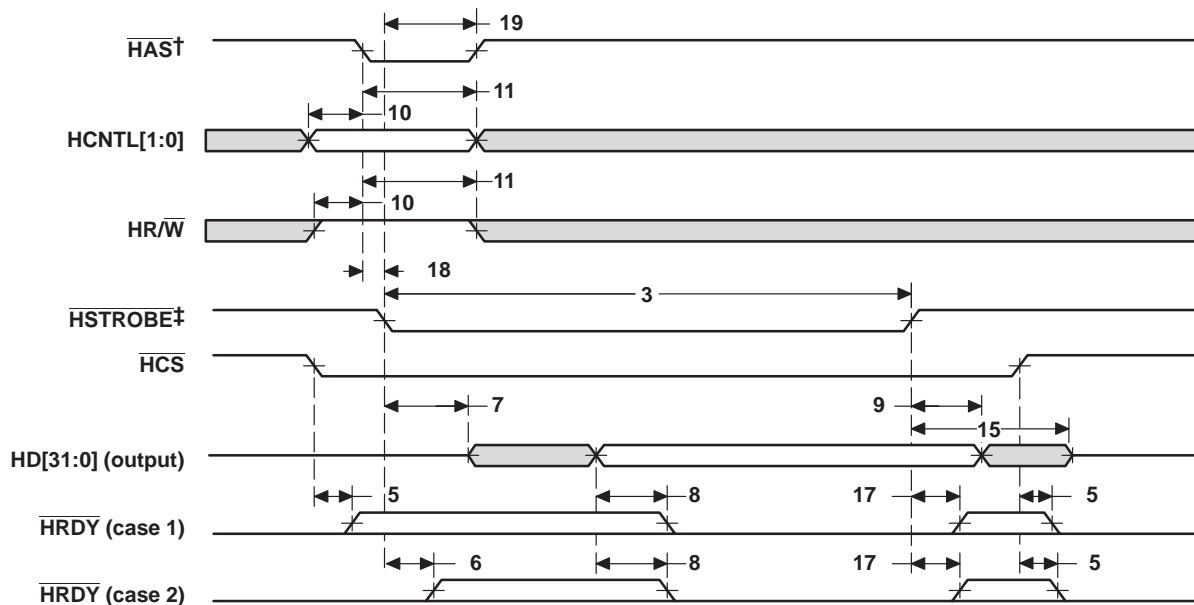 19
HAS†
11
10
HCNTL[1:0]
11
10
HR/W
18
3
HSTROBE‡
HCS
7
9
15
HD[31:0] (output)
5
8
17
5
HRDY (case 1)
6
8
17
5
HRDY (case 2)